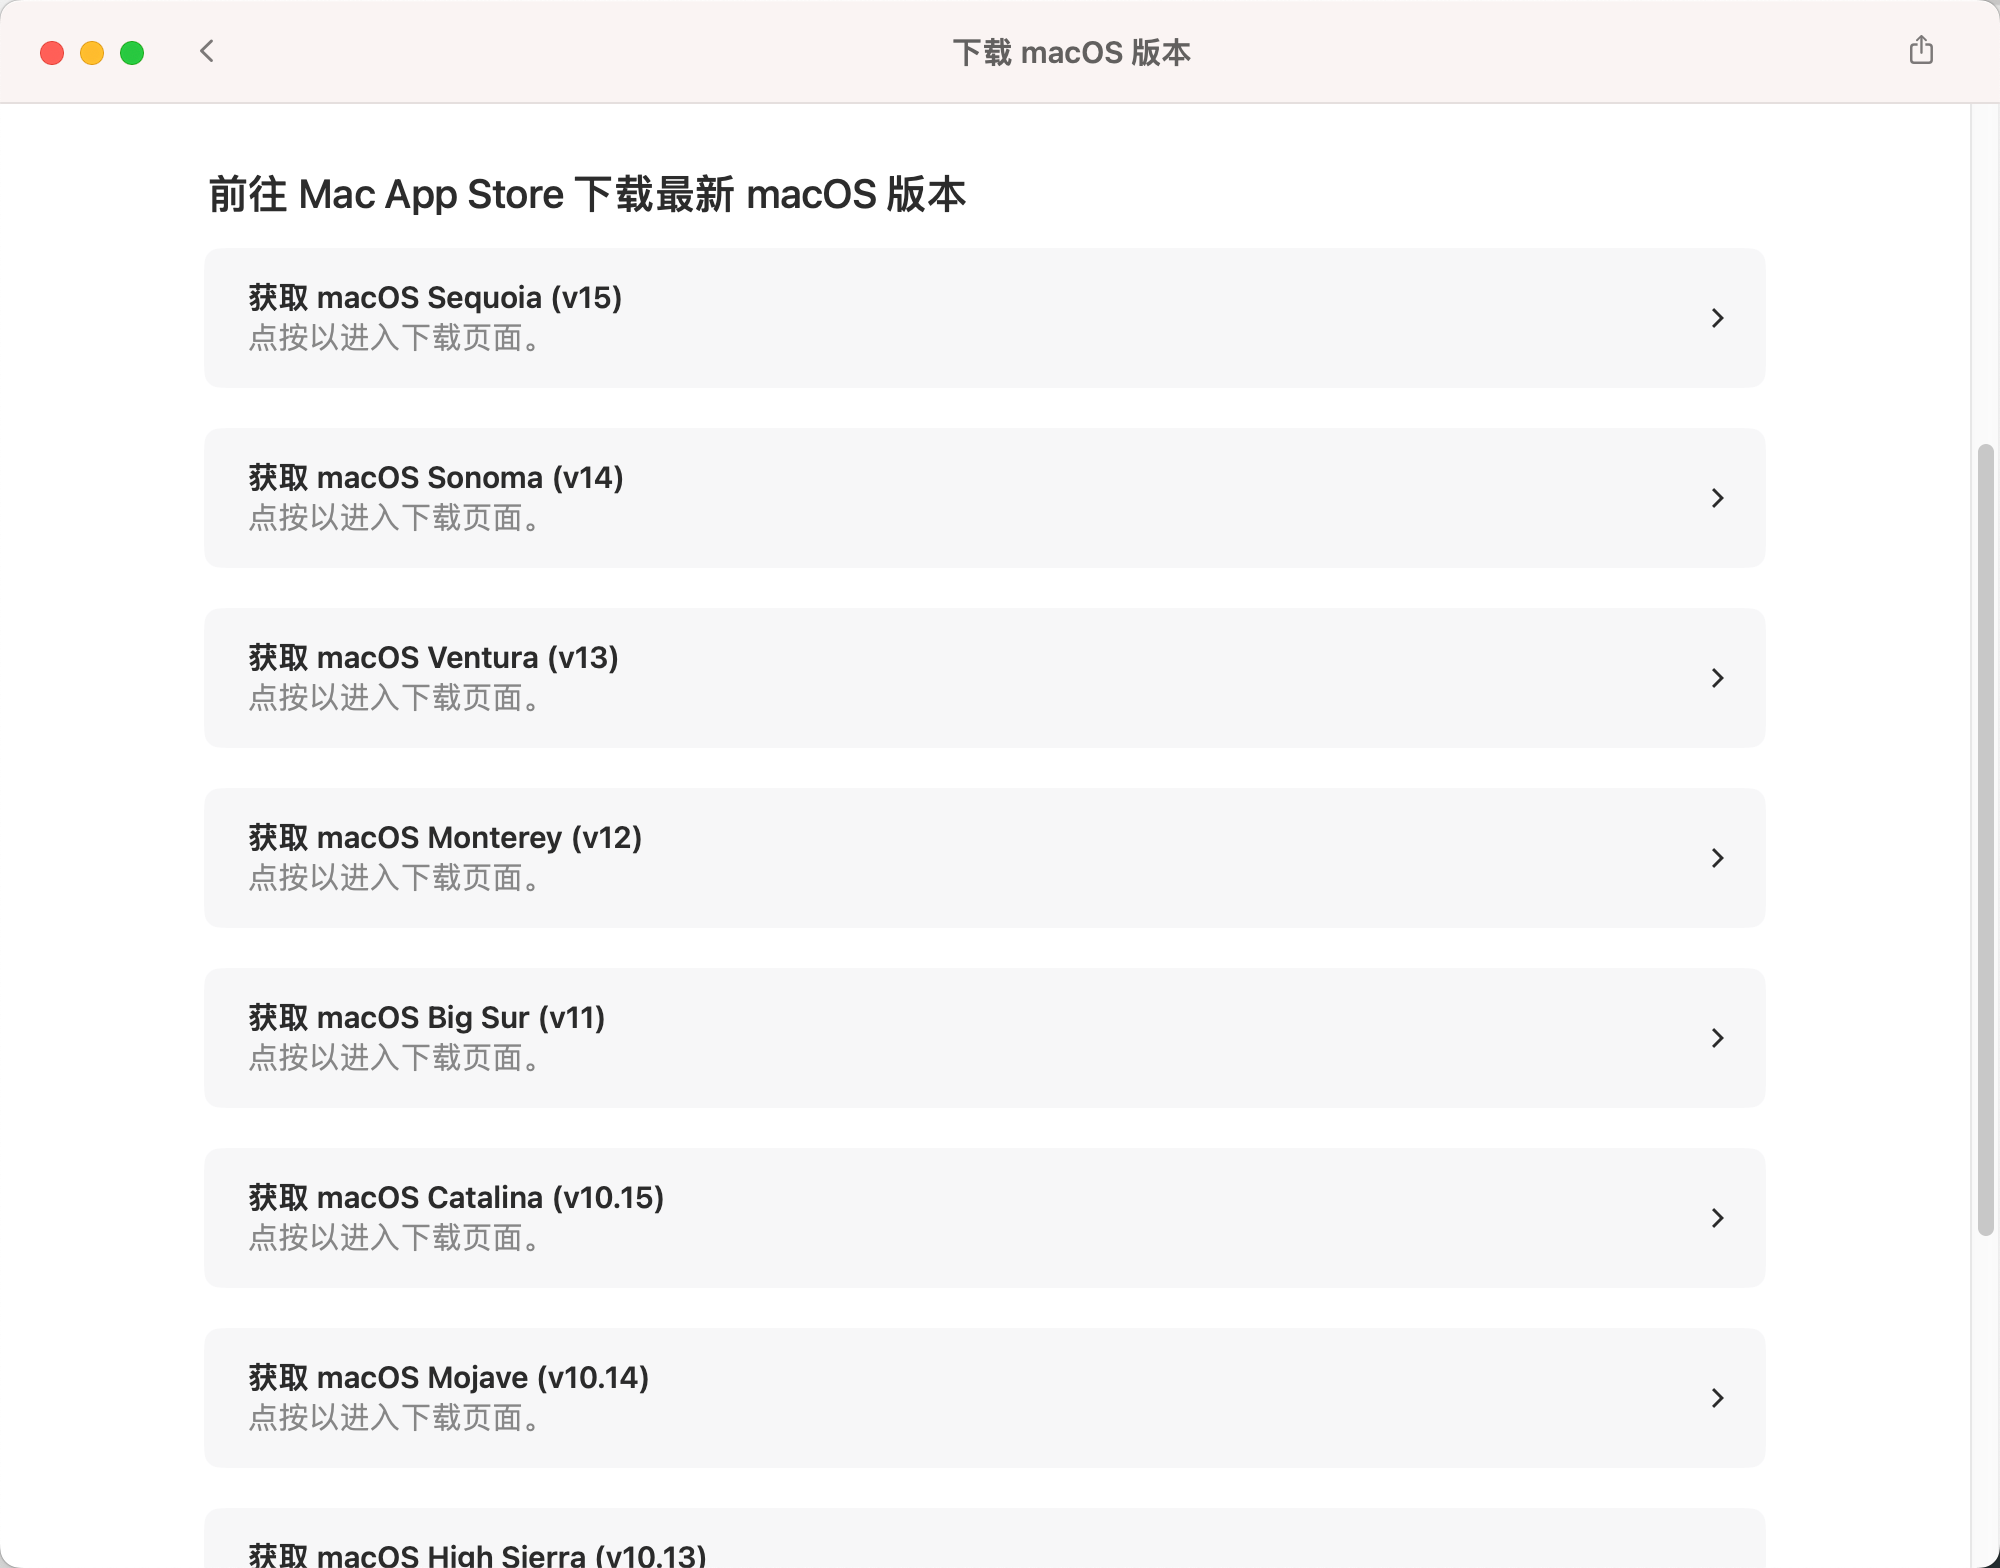 下载 macOS 版本
前往 Mac App Store 下载最新 macOS 版本
获取 macOS Sequoia (v15)
点按以进入下载页面。
获取 macOS Sonoma (v14)
点按以进入下载页面。
获取 macOS Ventura (v13)
点按以进入下载页面。
获取 macOS Monterey (v12)
点按以进入下载页面。
获取 macOS Big Sur (v11)
点按以进入下载页面。
获取 macOS Catalina (v10.15)
点按以进入下载页面。
获取 macOS Mojave (v10.14)
点按以进入下载页面。
获取 macOS High Sierra (v10.13)